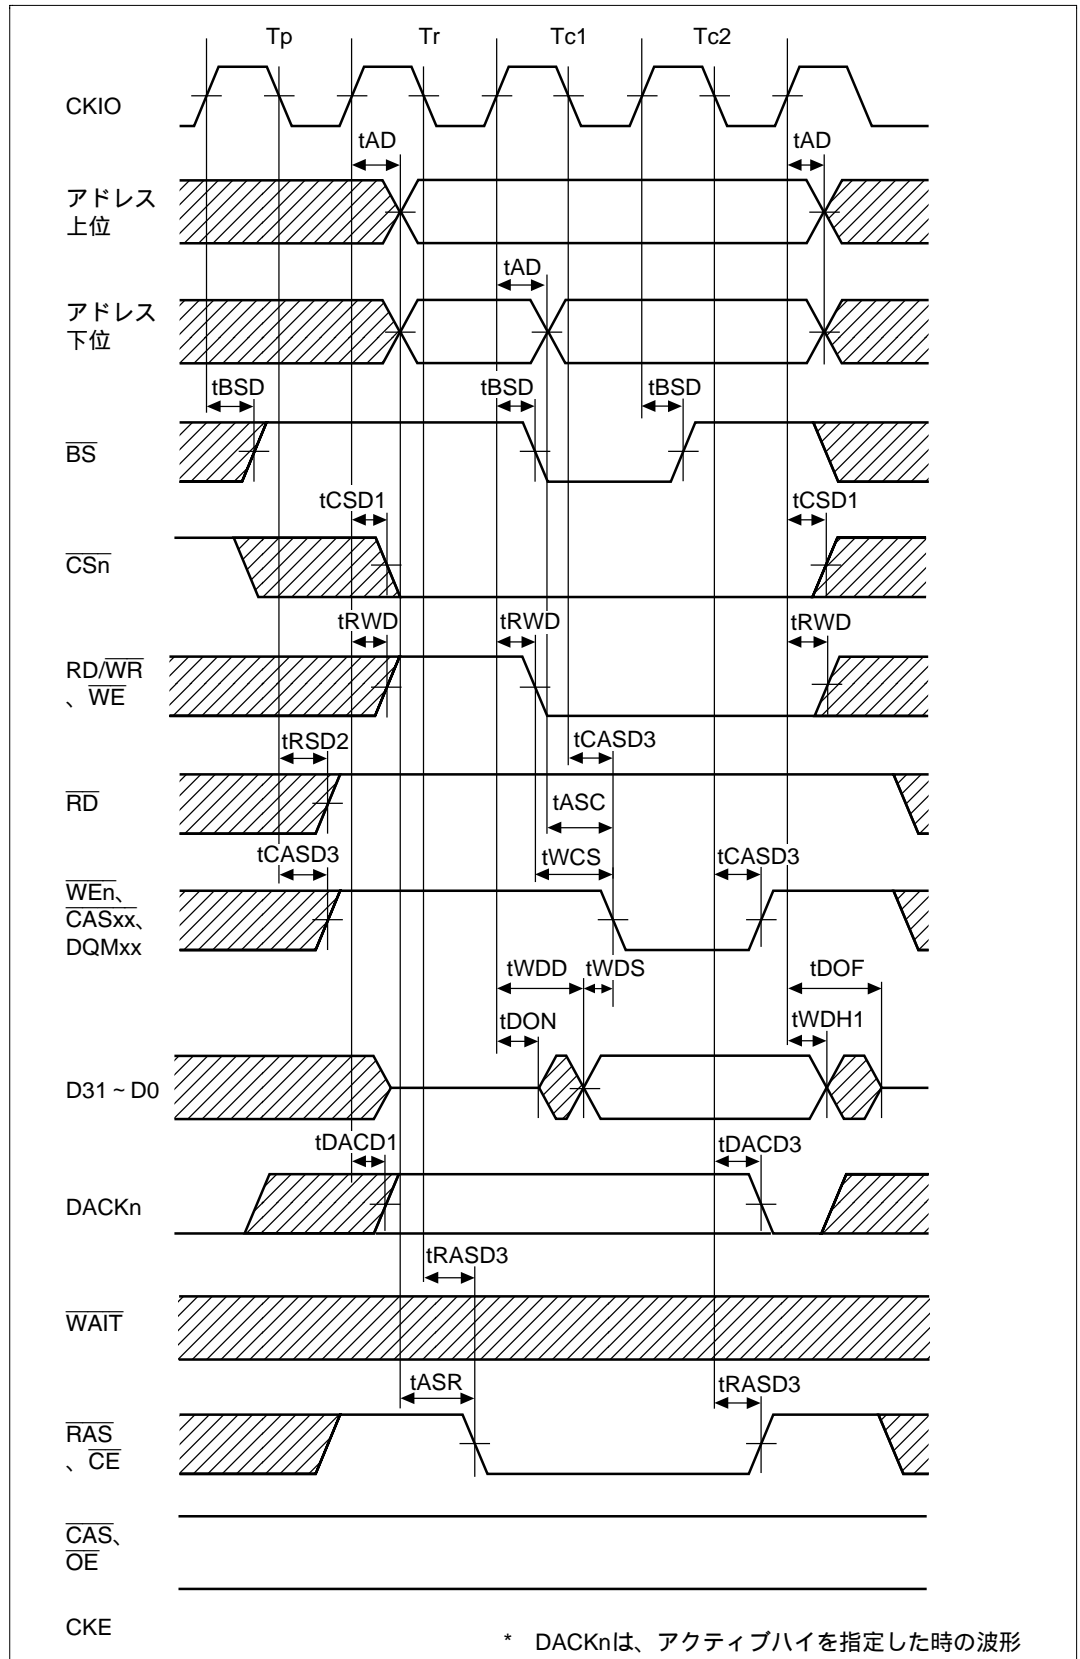 Tp Tr Tc1 Tc2
CKIO
tAD tAD
アドレス
上位
tAD
アドレス
下位
tBSD tBSD tBSD
BS
tCSD1 tCSD1
CSn
tRWD tRWD tRWD
RD/WR
、WE
tRSD2 tCASD3
RD
tASC
tCASD3 tWCS tCASD3
WEn、
CASxx、
DQMxx
tWDD tWDS tDOF
tDON tWDH1
D31 ~ D0
tDACD1 tDACD3
DACKn
tRASD3
WAIT
tASR tRASD3
RAS
、CE
CAS、
OE
CKE
* DACKnは、アクティブハイを指定した時の波形